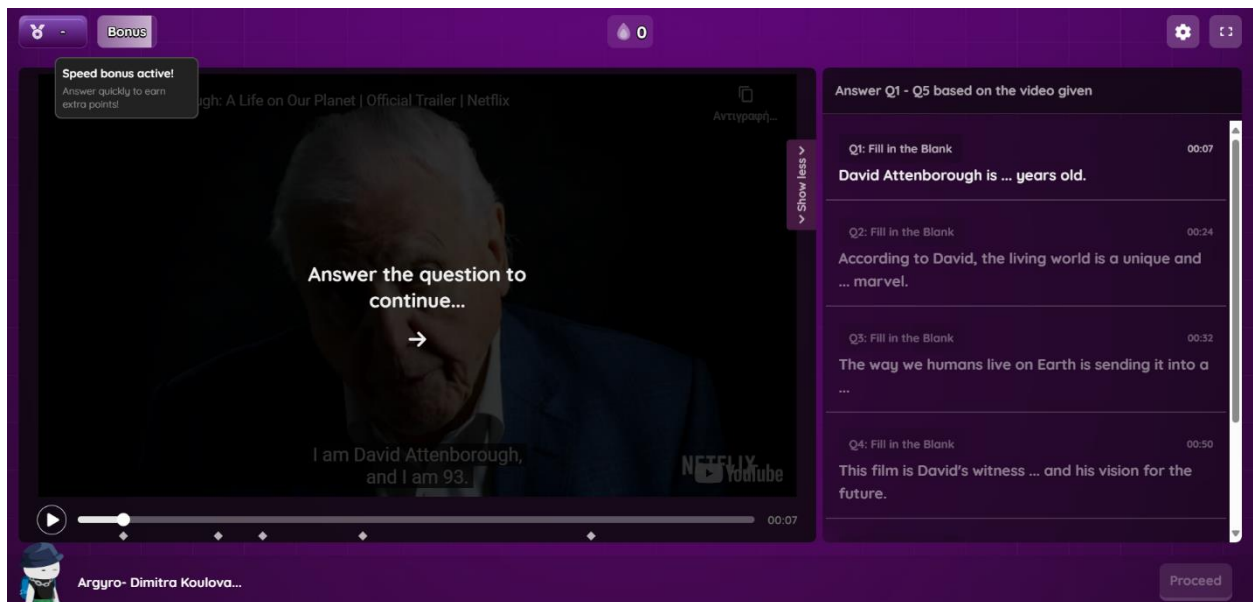 -
Bonus
0
Speed bonus active!
Answer quickly to earn
extra points!
ugh: A Life on Our Planet | Official Trailer | Netflix
Αντιγραφή...
Answer the question to
continue...
I am David Attenborough,
and I am 93.
NETFLIX
YouTube
Show less
00:07
Answer Q1 - Q5 based on the video given
Q1: Fill in the Blank
00:07
David Attenborough is ... years old.
Q2: Fill in the Blank
00:24
According to David, the living world is a unique and
... marvel.
Q3: Fill in the Blank
00:32
The way we humans live on Earth is sending it into a
...
Q4: Fill in the Blank
00:50
This film is David's witness ... and his vision for the
future.
Argyro- Dimitra Koulova...
Proceed